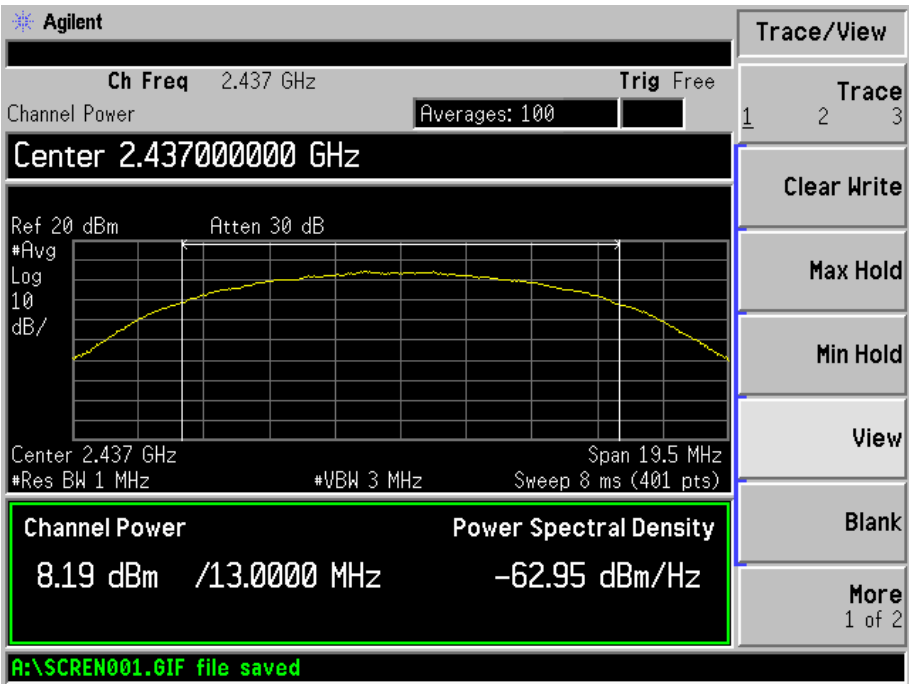 Agilent
Trace/View
Ch Freq 2.437 GHz Trig Free
Channel Power Averages: 100
Trace
1 2 3
Center 2.437000000 GHz
Clear Write
Ref 20 dBm Atten 30 dB
#Avg
Log
10
dB/
Max Hold
Min Hold
Center 2.437 GHz Span 19.5 MHz
#Res BW 1 MHz #VBW 3 MHz Sweep 8 ms (401 pts)
View
Channel Power Power Spectral Density
8.19 dBm /13.0000 MHz -62.95 dBm/Hz
Blank
More
1 of 2
A:\SCREN001.GIF file saved